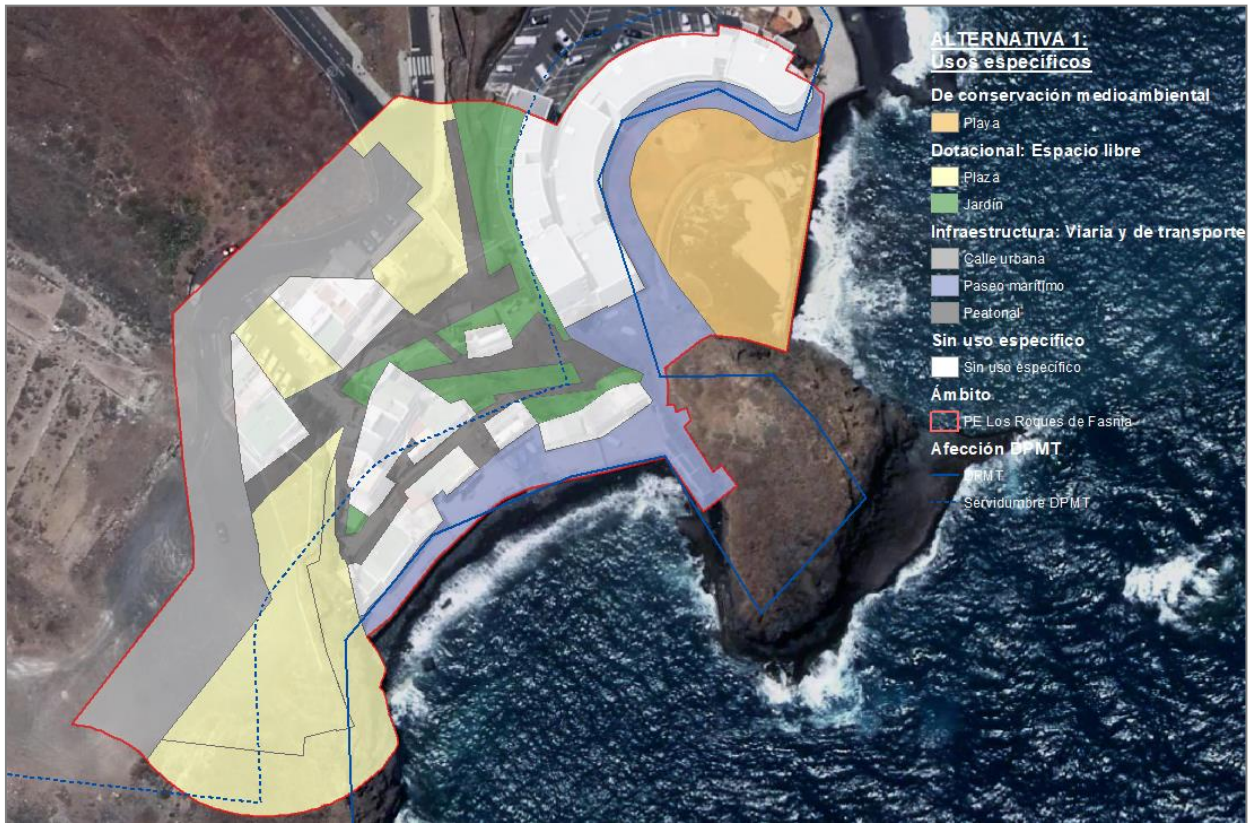 ALTERNATIVA 1:
Usos específicos
De conservación medioambiental
Playa
Dotacional: Espacio libre
Plaza
Jardín
Infraestructura: Viaria y de transporte
Calle urbana
Paseo marítimo
Peatonal
Sin uso específico
Sin uso específico
Ámbito
PE Los Roques de Fasnia
Afección DPMT
DPMT
Servidumbre DPMT